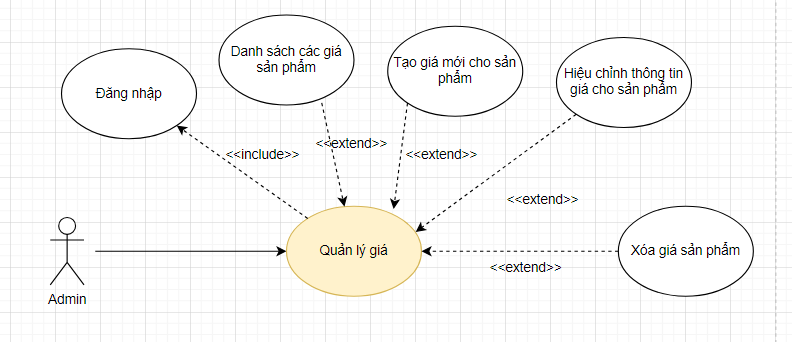 Đăng nhập
Danh sách các giá
sản phẩm
Tạo giá mới cho sản
phẩm
Hiệu chỉnh thông tin
giá cho sản phẩm
<<include>>
<<extend>>
<<extend>>
<<extend>>
<<extend>>
Quản lý giá
Xóa giá sản phẩm
Admin